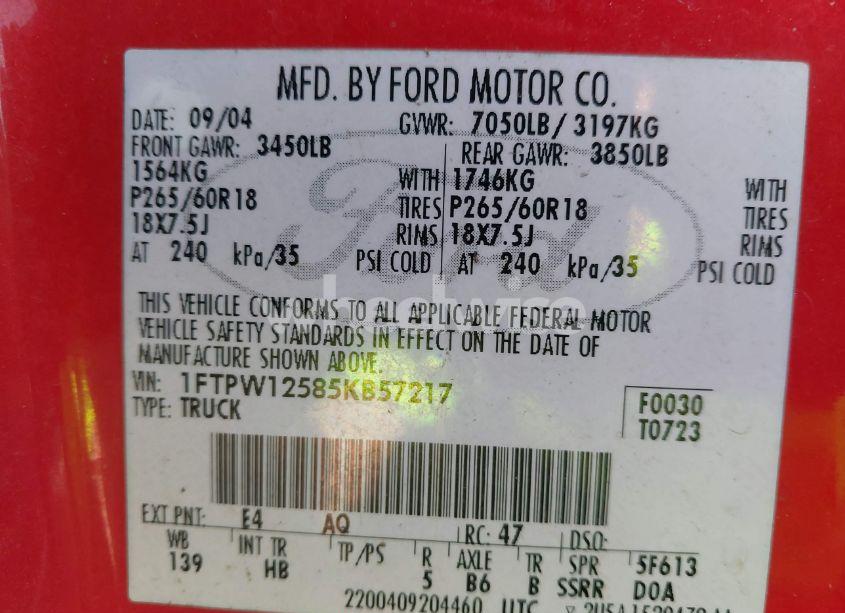 MFD. BY FORD MOTOR CO.
DATE: 09/04 GVWR: 7050LB/ 3197KG
FRONT GAWR: 3450LB REAR GAWR: 3850LB
1564KG WITH 1746KG WITH
P265/60R18 TIRES P265/60R18 TIRES
18X7.5J RIMS 18X7.5J RIMS
AT 240 kPa/35 PSI COLD AT 240 kPa/35 PSI COLD
Ford
THIS VEHICLE CONFORMS TO ALL APPLICABLE FEDERAL MOTOR
VEHICLE SAFETY STANDARDS IN EFFECT ON THE DATE OF
MANUFACTURE SHOWN ABOVE.
VIN: 1FTPW12585KB57217
TYPE: TRUCK
F0030
T0723
EXT PNT: E4 AQ RC: 47 DSO:
WB INT TR TP/PS R AXLE TR SPR 5F613
139 HB 5 B6 B SSRR DOA
2200409204460 UTC